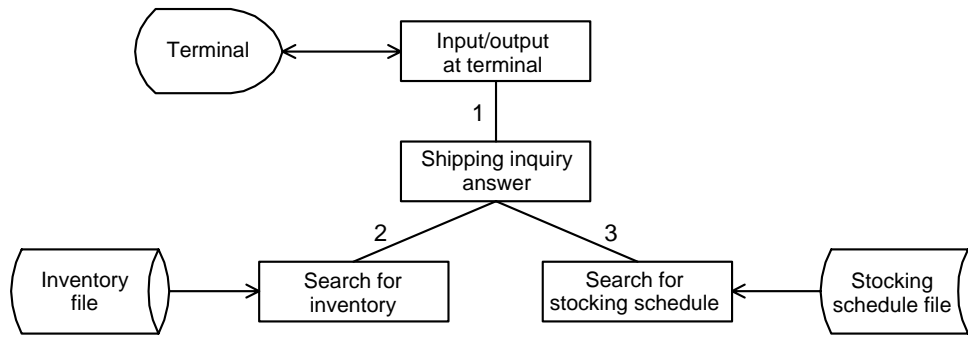 Terminal
Input/output
at terminal
1
Shipping inquiry
answer
2
3
Inventory
file
Search for
inventory
Search for
stocking schedule
Stocking
schedule file